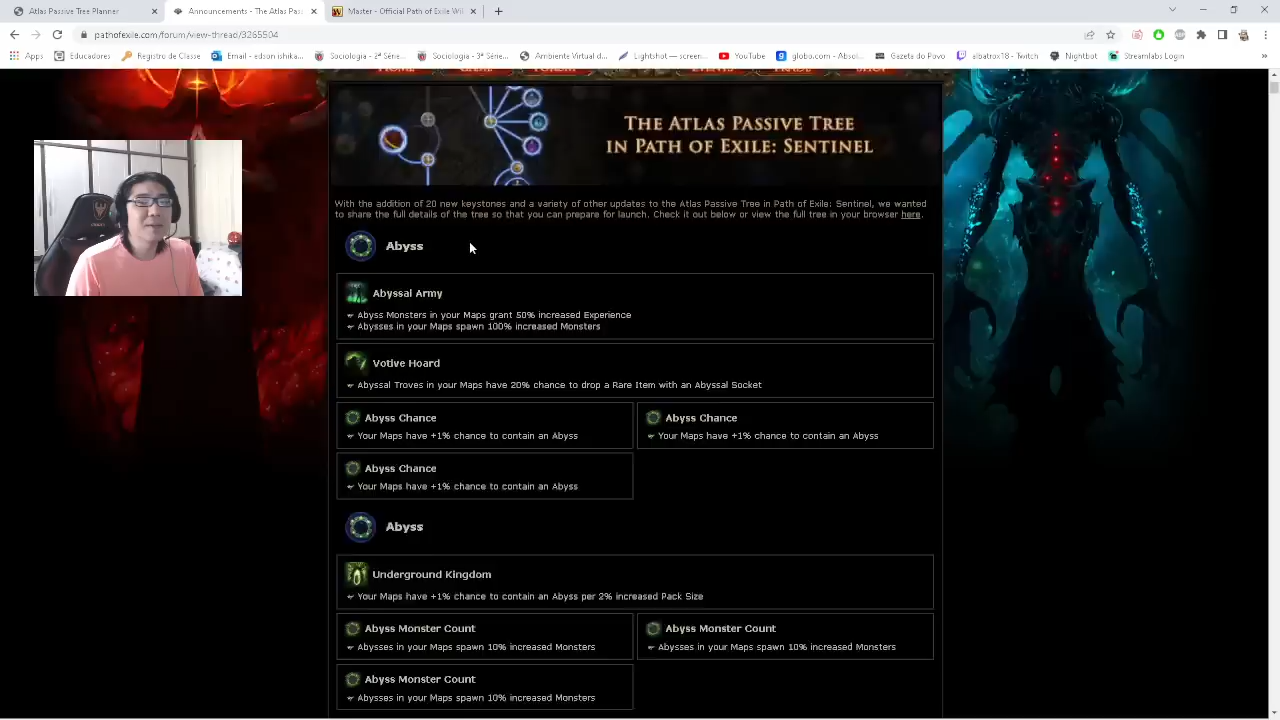 Atlas Passive Tree Planner
Announcements - The Atlas Pas
Master - Official Path of Exile Wil
pathofexile.com/forum/view-thread/3265504
Apps
Educadores
Registro de Classe
Email - edson ishika...
Sociologia - 2ª Série...
Sociologia - 3ª Série...
Ambiente Virtual d...
Lightshot — screen...
YouTube
globo.com - Absol...
Gazeta do Povo
albatrox18 - Twitch
Nightbot
Streamlabs Login
THE ATLAS PASSIVE TREE
IN PATH OF EXILE: SENTINEL
With the addition of 20 new keystones and a variety of other updates to the Atlas Passive Tree in Path of Exile: Sentinel, we wanted
to share the full details of the tree so that you can prepare for launch. Check it out below or view the full tree in your browser here.
Abyss
Abyssal Army
Abyss Monsters in your Maps grant 50% increased Experience
Abysses in your Maps spawn 100% increased Monsters
Votive Hoard
Abyssal Troves in your Maps have 20% chance to drop a Rare Item with an Abyssal Socket
Abyss Chance
Your Maps have +1% chance to contain an Abyss
Abyss Chance
Your Maps have +1% chance to contain an Abyss
Abyss Chance
Your Maps have +1% chance to contain an Abyss
Abyss
Underground Kingdom
Your Maps have +1% chance to contain an Abyss per 2% increased Pack Size
Abyss Monster Count
Abysses in your Maps spawn 10% increased Monsters
Abyss Monster Count
Abysses in your Maps spawn 10% increased Monsters
Abyss Monster Count
Abysses in your Maps spawn 10% increased Monsters